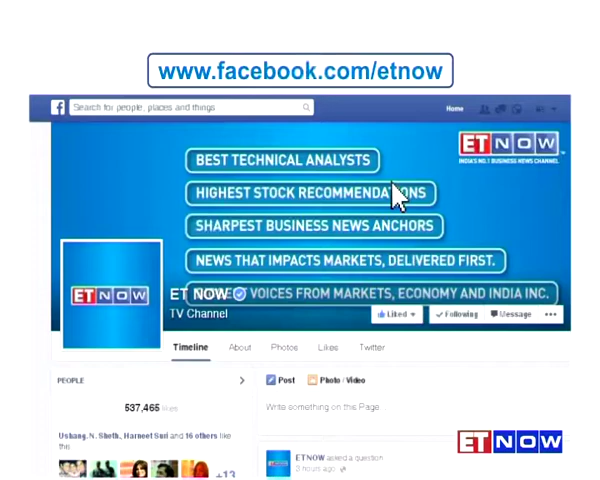 www.facebook.com/etnow
f Search for people, places and things Home
ET NOW
INDIA'S NO.1 BUSINESS NEWS CHANNEL
BEST TECHNICAL ANALYSTS
HIGHEST STOCK RECOMMENDATIONS
SHARPEST BUSINESS NEWS ANCHORS
NEWS THAT IMPACTS MARKETS, DELIVERED FIRST.
VOICES FROM MARKETS, ECONOMY AND INDIA INC.
ET NOW
ET NOW
TV Channel
Liked Following Message ...
Timeline About Photos Likes Twitter
PEOPLE
537,465 likes
Ushang. N. Sheth, Harneet Suri and 16 others like
this
+13
Post Photo / Video
Write something on this Page
ETNOW asked a question
3 hours ago
ET NOW